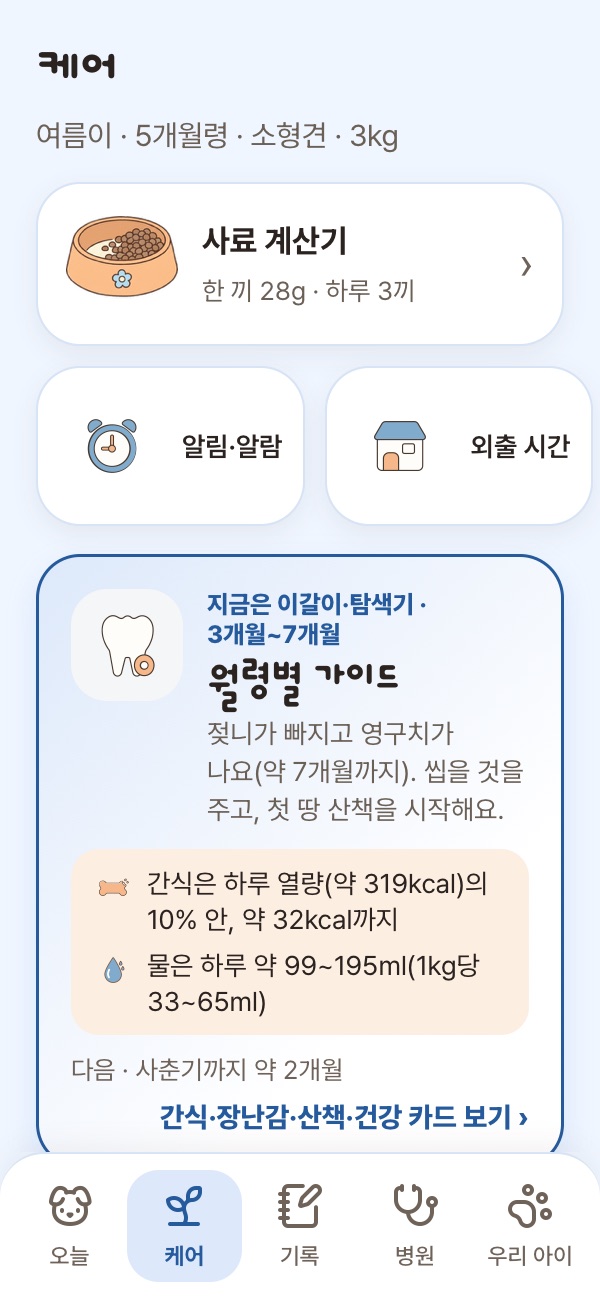 케어
여름이 · 5개월령 · 소형견 · 3kg
사료 계산기
한 끼 28g · 하루 3끼
›
알림·알람
외출 시간
지금은 이갈이·탐색기 ·
3개월~7개월
월령별 가이드
젖니가 빠지고 영구치가
나요(약 7개월까지). 씹을 것을
주고, 첫 땅 산책을 시작해요.
간식은 하루 열량(약 319kcal)의
10% 안, 약 32kcal까지
물은 하루 약 99~195ml(1kg당
33~65ml)
다음 · 사춘기까지 약 2개월
간식·장난감·산책·건강 카드 보기 ›
오늘
케어
기록
병원
우리 아이